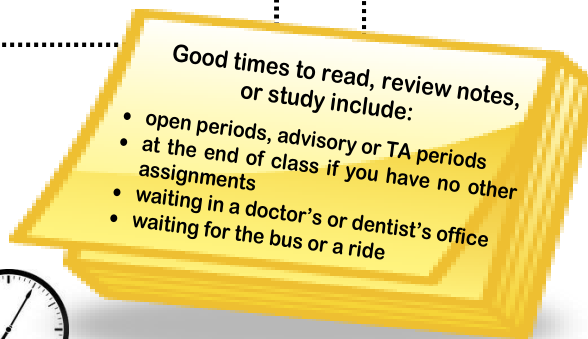 Good times to read, review notes,
or study include:
• open periods, advisory or TA periods
• at the end of class if you have no other
assignments
• waiting in a doctor's or dentist's office
• waiting for the bus or a ride